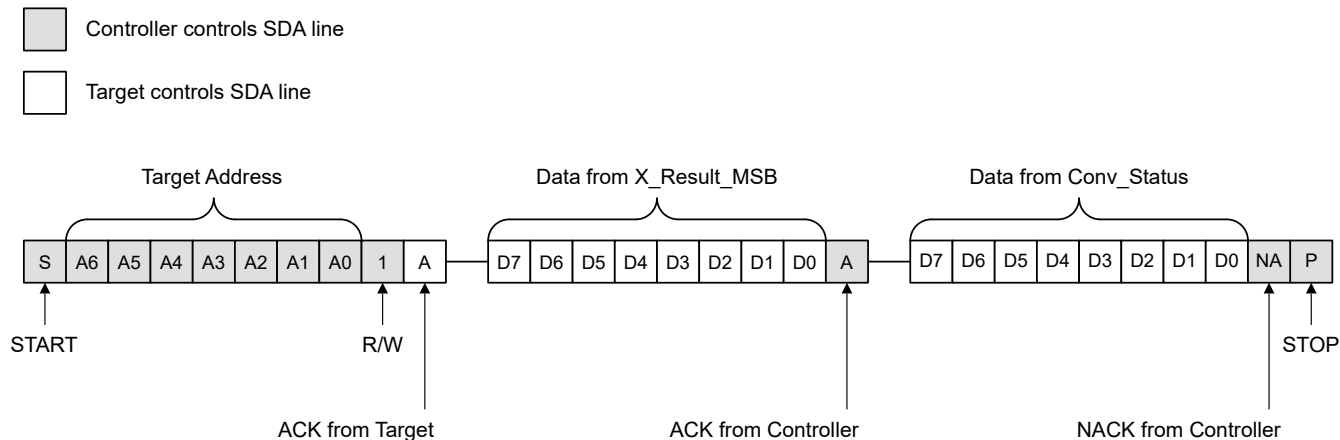 Controller controls SDA line
Target controls SDA line
Target Address
Data from X_Result_MSB
Data from Conv_Status
S A6 A5 A4 A3 A2 A1 A0 1 A D7 D6 D5 D4 D3 D2 D1 D0 A D7 D6 D5 D4 D3 D2 D1 D0 NA P
START
R/W
STOP
ACK from Target
ACK from Controller
NACK from Controller